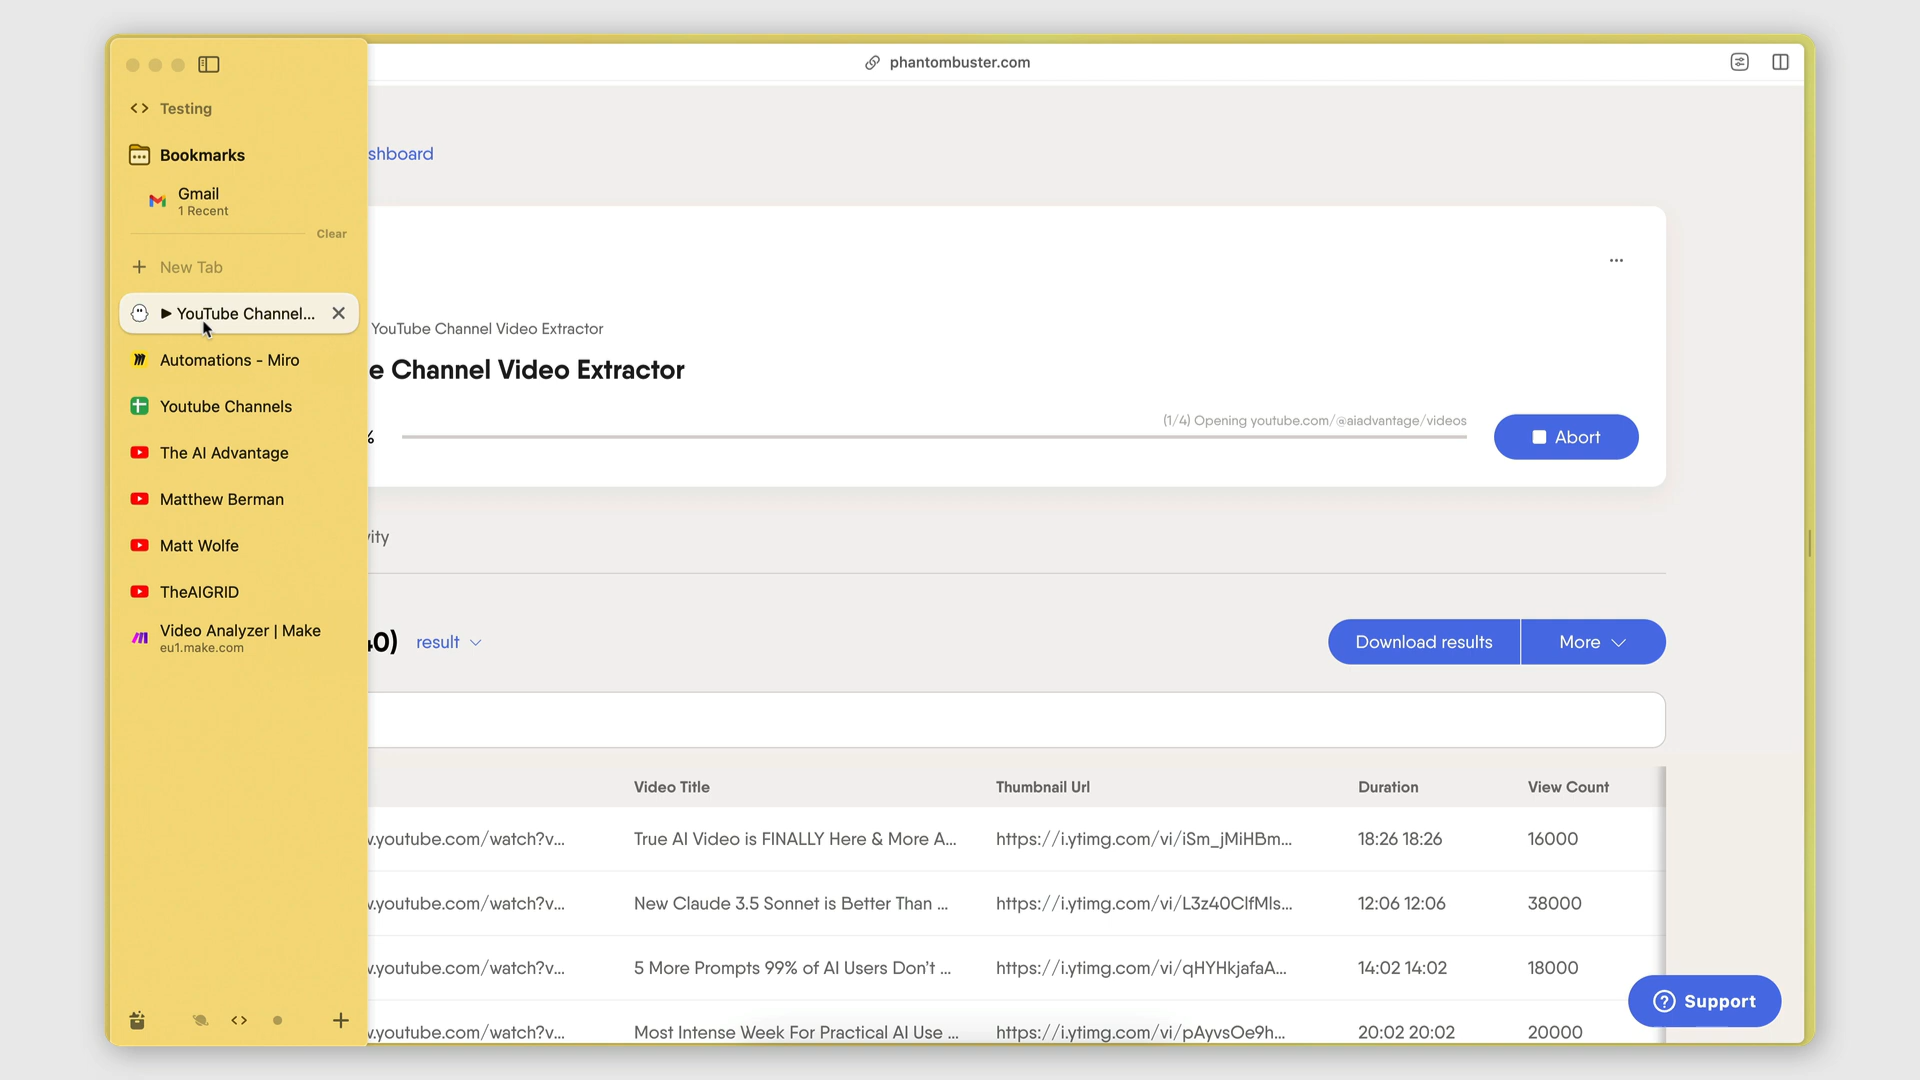 phantombuster.com
Testing
Bookmarks
Gmail
1 Recent
Clear
New Tab
▶ YouTube Channel...
Automations - Miro
Youtube Channels
The AI Advantage
Matthew Berman
Matt Wolfe
TheAIGRID
Video Analyzer | Make
eu1.make.com
shboard
...
YouTube Channel Video Extractor
e Channel Video Extractor
(1/4) Opening youtube.com/@aiadvantage/videos
%
Abort
vity
40) result
Download results
More
Video Title Thumbnail Url Duration View Count
w.youtube.com/watch?v... True AI Video is FINALLY Here & More A... https://i.ytimg.com/vi/iSm_jMiHBm... 18:26 18:26 16000
w.youtube.com/watch?v... New Claude 3.5 Sonnet is Better Than ... https://i.ytimg.com/vi/L3z40ClfMls... 12:06 12:06 38000
w.youtube.com/watch?v... 5 More Prompts 99% of AI Users Don't ... https://i.ytimg.com/vi/qHYHkjafaA... 14:02 14:02 18000
w.youtube.com/watch?v... Most Intense Week For Practical AI Use ... https://i.ytimg.com/vi/pAyvsOe9h... 20:02 20:02 20000
Support